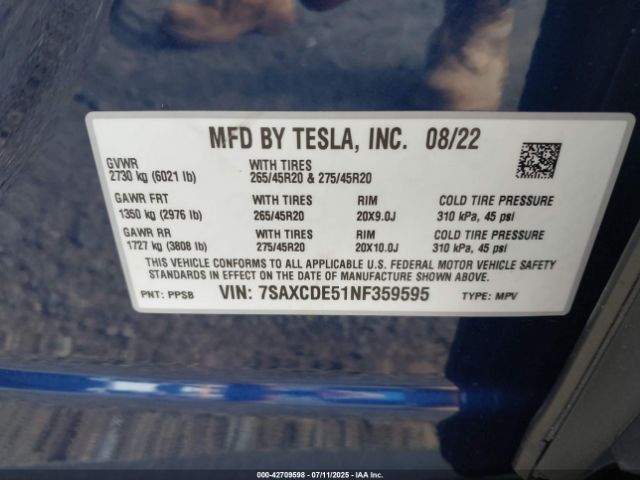 MFD BY TESLA, INC. 08/22
GVWR
2730 kg (6021 lb)
WITH TIRES
265/45R20 & 275/45R20
GAWR FRT
1350 kg (2976 lb)
WITH TIRES
265/45R20
RIM
20X9.0J
COLD TIRE PRESSURE
310 kPa, 45 psi
GAWR RR
1727 kg (3808 lb)
WITH TIRES
275/45R20
RIM
20X10.0J
COLD TIRE PRESSURE
310 kPa, 45 psi
THIS VEHICLE CONFORMS TO ALL APPLICABLE U.S. FEDERAL MOTOR VEHICLE SAFETY
STANDARDS IN EFFECT ON THE DATE OF MANUFACTURE SHOWN ABOVE.
PNT: PPSB VIN: 7SAXCDE51NF359595 TYPE: MPV
000-42709598 - 07/11/2025 - IAA Inc.